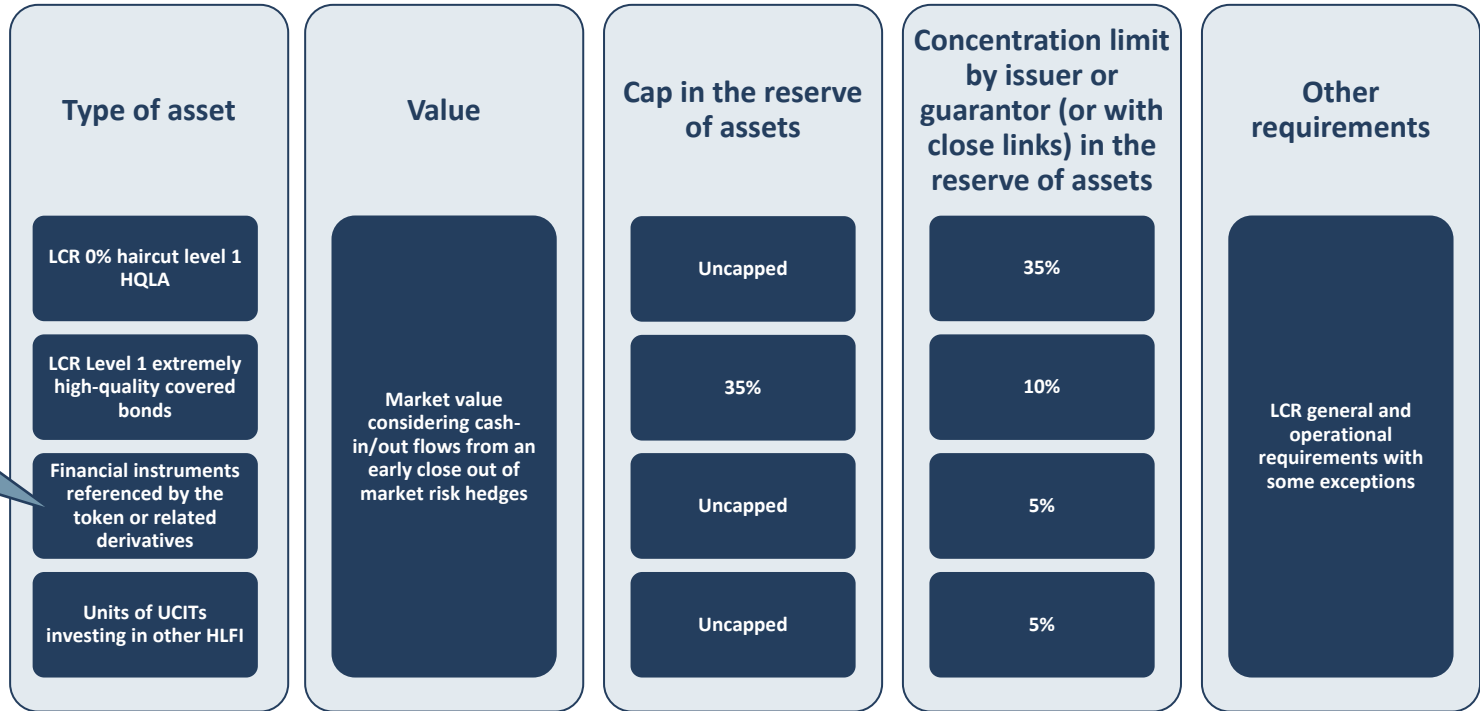 Type of asset
LCR 0% haircut level 1
HQLA
LCR Level 1 extremely
high-quality covered
bonds
Financial instruments
referenced by the
token or related
derivatives
Units of UCITs
investing in other HLFI
Value
Market value
considering cash-
in/out flows from an
early close out of
market risk hedges
Cap in the reserve
of assets
Uncapped
35%
Uncapped
Uncapped
Concentration limit
by issuer or
guarantor (or with
close links) in the
reserve of assets
35%
10%
5%
5%
Other
requirements
LCR general and
operational
requirements with
some exceptions